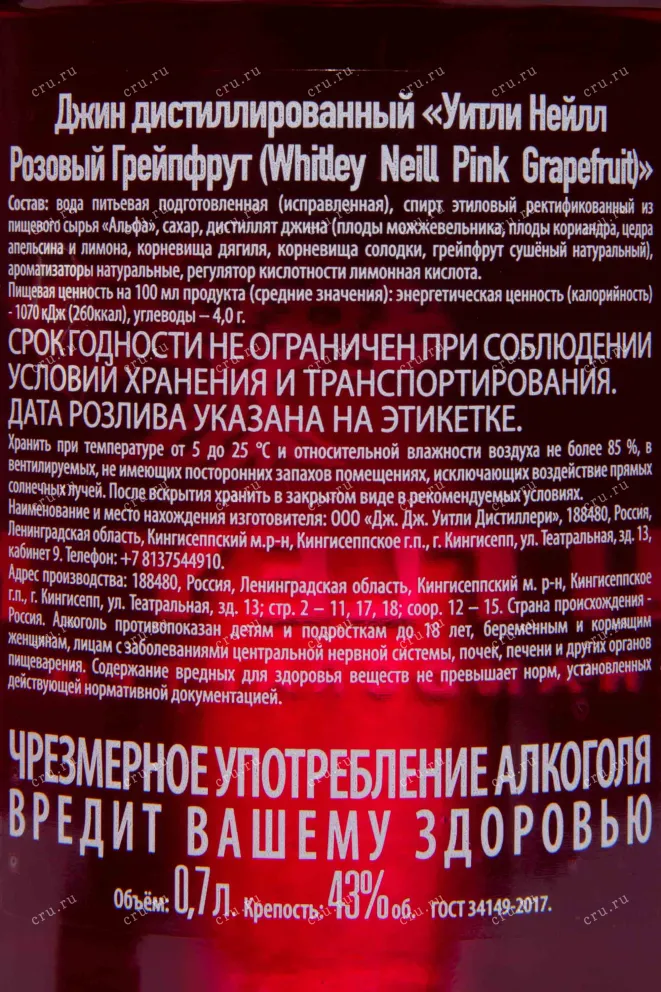 Джин дистиллированный «Уитли Нейлл
Розовый Грейпфрут (Whitley Neill Pink Grapefruit)»
Состав: вода питьевая подготовленная (исправленная), спирт этиловый ректификованный из
пищевого сырья «Альфа», сахар, дистиллят джина (плоды можжевельника, плоды кориандра, цедра
апельсина и лимона, корневища дягиля, корневища солодки, грейпфрут сушёный натуральный),
ароматизаторы натуральные, регулятор кислотности лимонная кислота.
Пищевая ценность на 100 мл продукта (средние значения): энергетическая ценность (калорийность)
- 1070 кДж (260ккал), углеводы – 4,0 г.
СРОК ГОДНОСТИ НЕ ОГРАНИЧЕН ПРИ СОБЛЮДЕНИИ
УСЛОВИЙ ХРАНЕНИЯ И ТРАНСПОРТИРОВАНИЯ.
ДАТА РОЗЛИВА УКАЗАНА НА ЭТИКЕТКЕ.
Хранить при температуре от 5 до 25 °С и относительной влажности воздуха не более 85 %, в
вентилируемых, не имеющих посторонних запахов помещениях, исключающих воздействие прямых
солнечных лучей. После вскрытия хранить в закрытом виде в рекомендуемых условиях.
Наименование и место нахождения изготовителя: ООО «Дж. Дж. Уитли Дистиллери», 188480, Россия,
Ленинградская область, Кингисеппский м.р-н, Кингисеппское г.п., г. Кингисепп, ул. Театральная, зд. 13,
кабинет 9. Телефон: +7 8137544910.
Адрес производства: 188480, Россия, Ленинградская область, Кингисеппский м. р-н, Кингисеппское
г.п., г. Кингисепп, ул. Театральная, зд. 13; стр. 2 – 11, 17, 18; соор. 12 – 15. Страна происхождения -
Россия. Алкоголь противопоказан детям и подросткам до 18 лет, беременным и кормящим
женщинам, лицам с заболеваниями центральной нервной системы, почек, печени и других органов
пищеварения. Содержание вредных для здоровья веществ не превышает норм, установленных
действующей нормативной документацией.
ЧРЕЗМЕРНОЕ УПОТРЕБЛЕНИЕ АЛКОГОЛЯ
ВРЕДИТ ВАШЕМУ ЗДОРОВЬЮ
Объём: 0,7 л. Крепость: 43% об. ГОСТ 34149-2017.